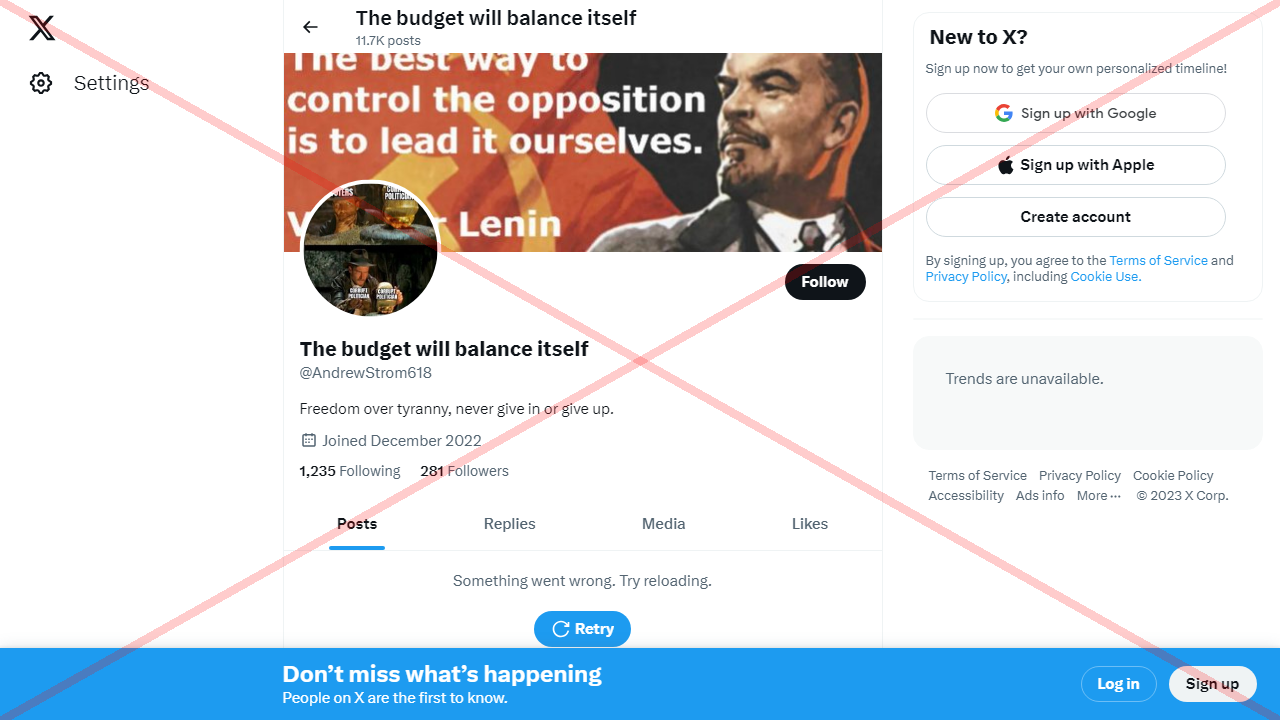 Settings
The budget will balance itself
11.7K posts
The best way to
control the opposition
is to lead it ourselves.
Lenin
CORRUPT POLITICIAN
CORRUPT POLITICIAN
Follow
The budget will balance itself
@AndrewStrom618
Freedom over tyranny, never give in or give up.
Joined December 2022
1,235 Following 281 Followers
Posts Replies Media Likes
Something went wrong. Try reloading.
Retry
New to X?
Sign up now to get your own personalized timeline!
Sign up with Google
Sign up with Apple
Create account
By signing up, you agree to the Terms of Service and
Privacy Policy, including Cookie Use.
Trends are unavailable.
Terms of Service Privacy Policy Cookie Policy
Accessibility Ads info More ··· © 2023 X Corp.
Don’t miss what’s happening
People on X are the first to know.
Log in Sign up